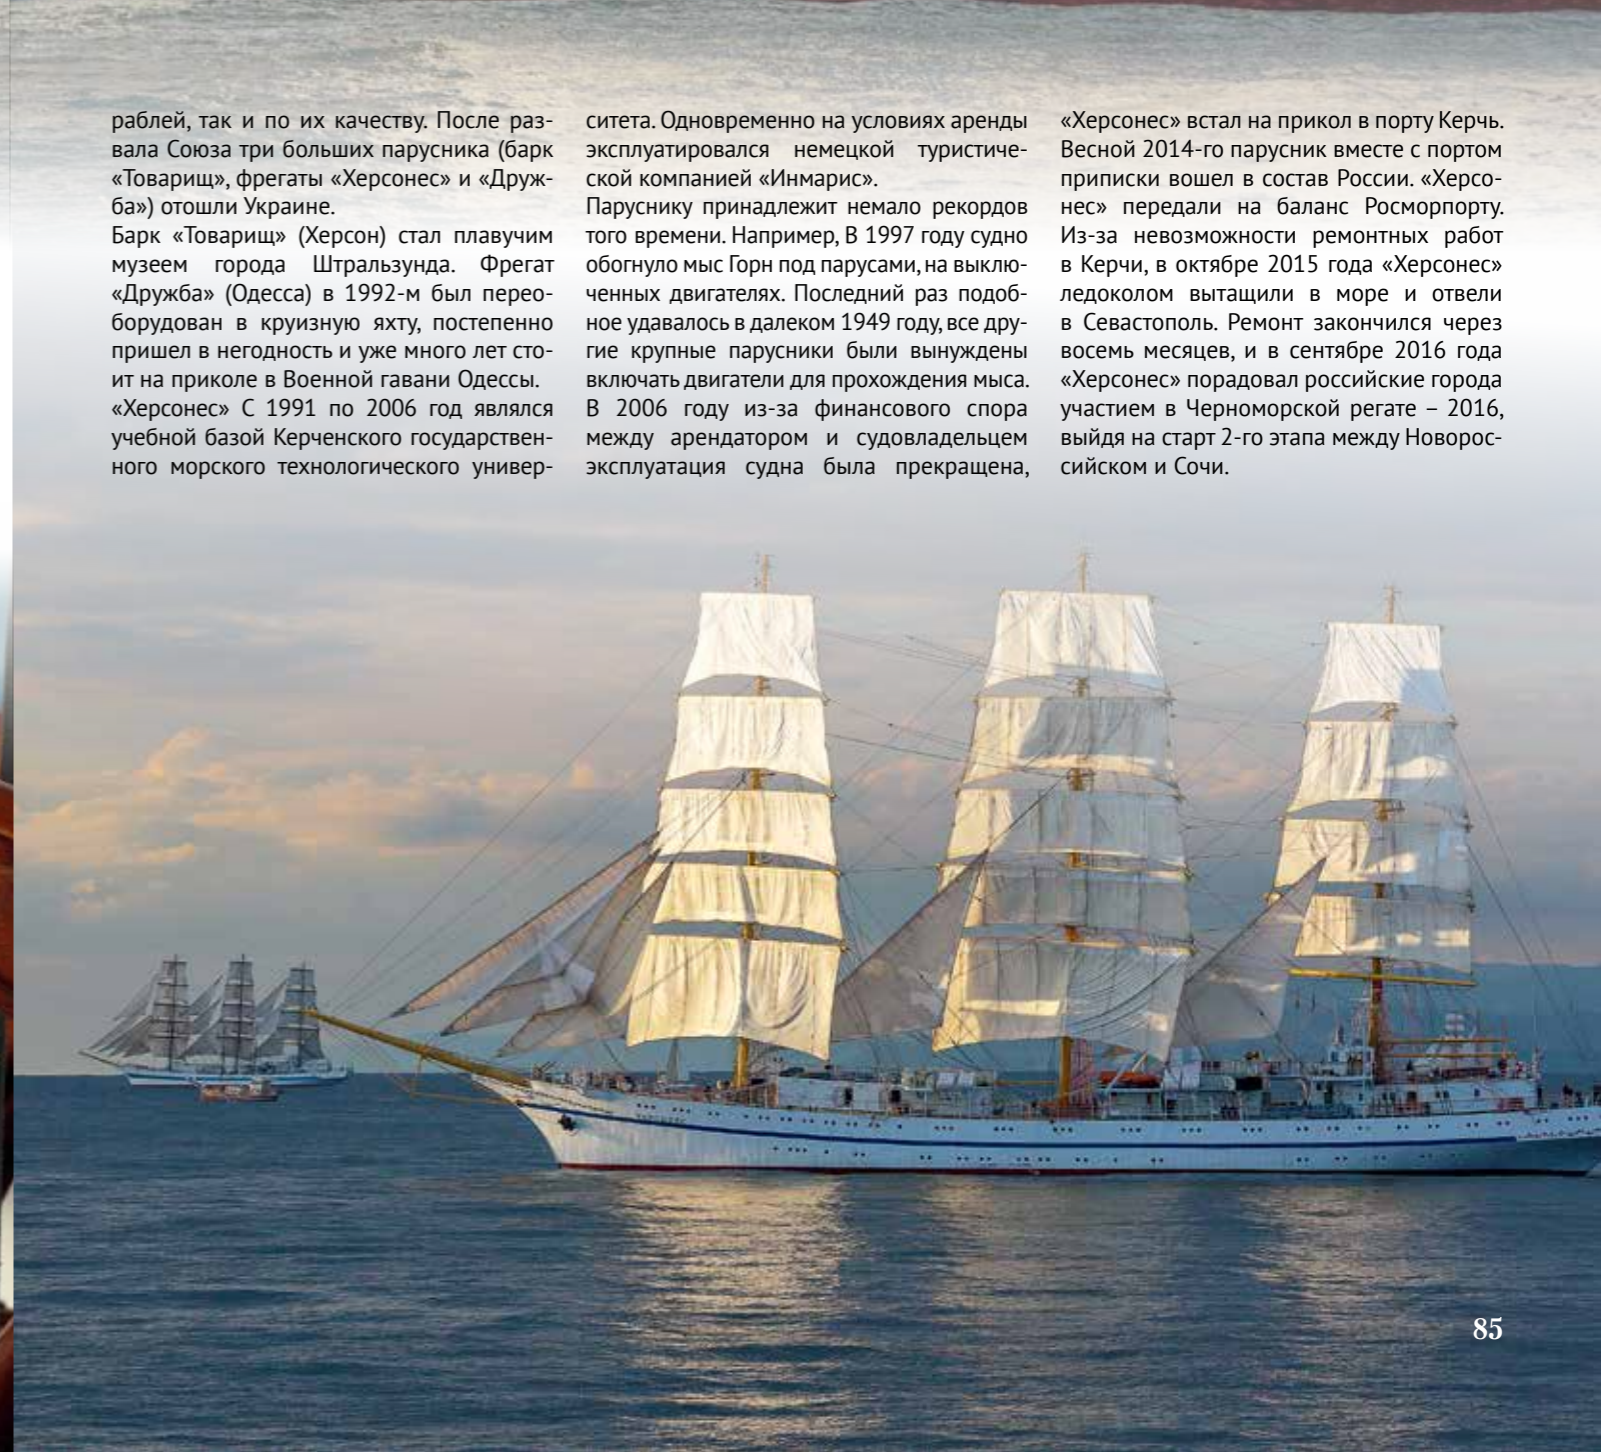 раблей, так и по их качеству. После раз-
вала Союза три больших парусника (барк
«Товарищ», фрегаты «Херсонес» и «Друж-
ба») отошли Украине.
Барк «Товарищ» (Херсон) стал плавучим
музеем города Штральзунда. Фрегат
«Дружба» (Одесса) в 1992-м был перео-
борудован в круизную яхту, постепенно
пришел в негодность и уже много лет сто-
ит на приколе в Военной гавани Одессы.
«Херсонес» С 1991 по 2006 год являлся
учебной базой Керченского государствен-
ного морского технологического универ-
ситета. Одновременно на условиях аренды
эксплуатировался немецкой туристиче-
ской компанией «Инмарис».
Паруснику принадлежит немало рекордов
того времени. Например, В 1997 году судно
обогнуло мыс Горн под парусами, на выклю-
ченных двигателях. Последний раз подоб-
ное удавалось в далеком 1949 году, все дру-
гие крупные парусники были вынуждены
включать двигатели для прохождения мыса.
В 2006 году из-за финансового спора
между арендатором и судовладельцем
эксплуатация судна была прекращена,
«Херсонес» встал на прикол в порту Керчь.
Весной 2014-го парусник вместе с портом
приписки вошел в состав России. «Херсо-
нес» передали на баланс Росморпорту.
Из-за невозможности ремонтных работ
в Керчи, в октябре 2015 года «Херсонес»
ледоколом вытащили в море и отвели
в Севастополь. Ремонт закончился через
восемь месяцев, и в сентябре 2016 года
«Херсонес» порадовал российские города
участием в Черноморской регате – 2016,
выйдя на старт 2-го этапа между Новорос-
сийском и Сочи.
85